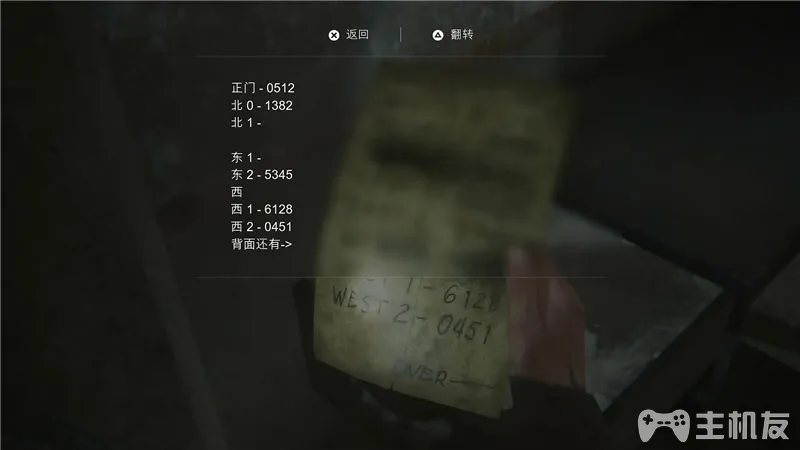 返回 翻转
正门 - 0512
北 0 - 1382
北 1 -
东 1 -
东 2 - 5345
西
西 1 - 6128
西 2 - 0451
背面还有->
1 - 6128
WEST 2 - 0451
OVER
主机友